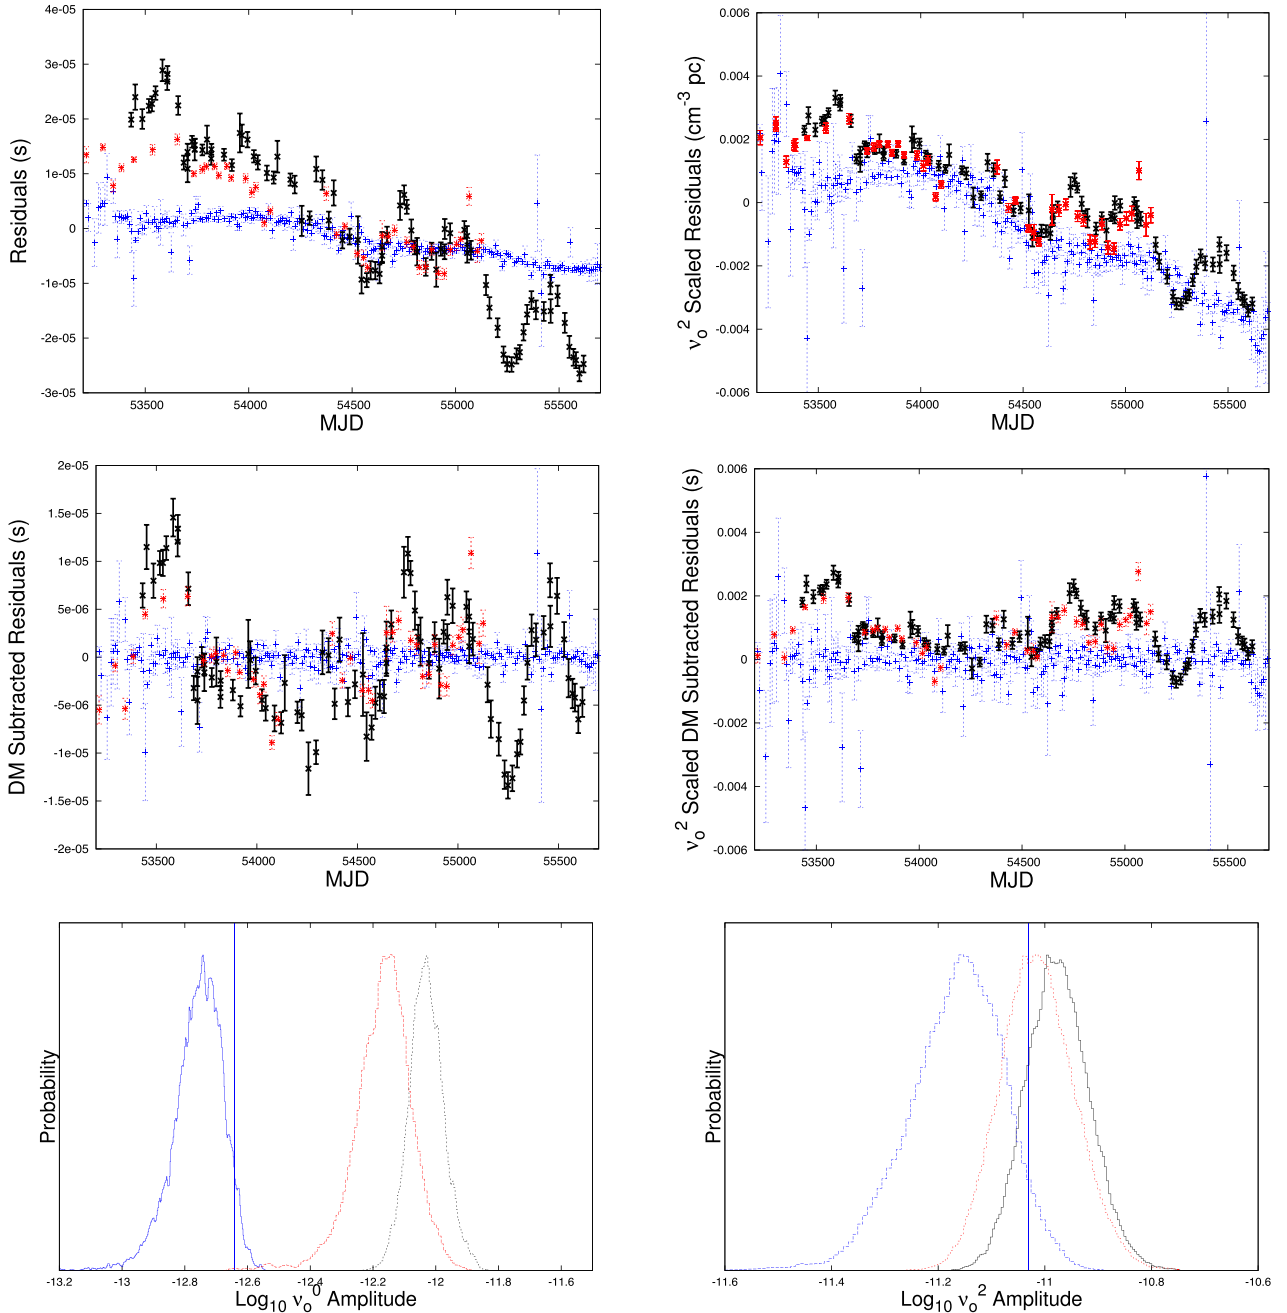 4e-05
3e-05
2e-05
1e-05
0
-1e-05
-2e-05
-3e-05
53500 54000 54500 55000 55500
MJD
Residuals (s)
0.006
0.004
0.002
0
-0.002
-0.004
-0.006
53500 54000 54500 55000 55500
MJD
νo2 Scaled Residuals (cm-3 pc)
2e-05
1.5e-05
1e-05
5e-06
0
-5e-06
-1e-05
-1.5e-05
-2e-05
53500 54000 54500 55000 55500
MJD
DM Subtracted Residuals (s)
0.006
0.004
0.002
0
-0.002
-0.004
-0.006
53500 54000 54500 55000 55500
MJD
νo2 Scaled DM Subtracted Residuals (s)
Probability
-13.2 -13 -12.8 -12.6 -12.4 -12.2 -12 -11.8 -11.6
Log10 νo0 Amplitude
Probability
-11.6 -11.4 -11.2 -11 -10.8 -10.6
Log10 νo2 Amplitude